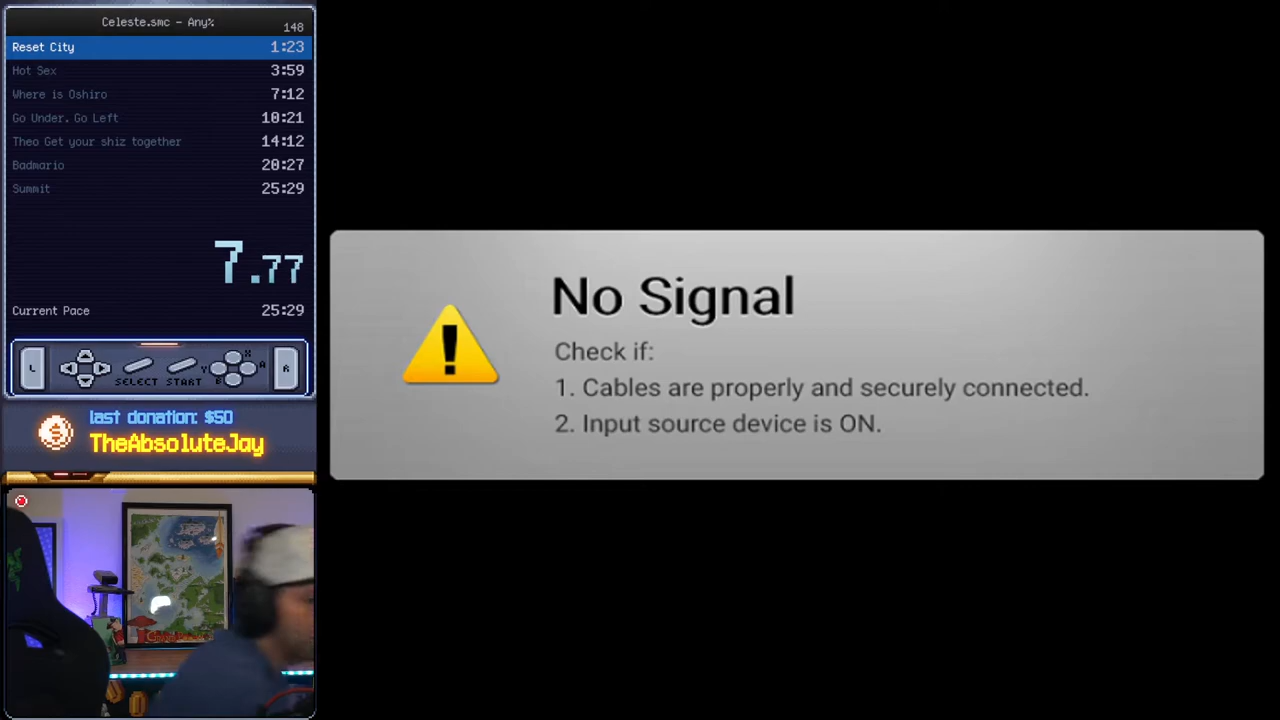 Celeste.smc - Any%
148
Reset City 1:23
Hot Sex 3:59
Where is Oshiro 7:12
Go Under. Go Left 10:21
Theo Get your shiz together 14:12
Badmario 20:27
Summit 25:29
7.77
Current Pace 25:29
L SELECT START Y X B A R
last donation: $50
TheAbsoluteJay
No Signal
Check if:
1. Cables are properly and securely connected.
2. Input source device is ON.